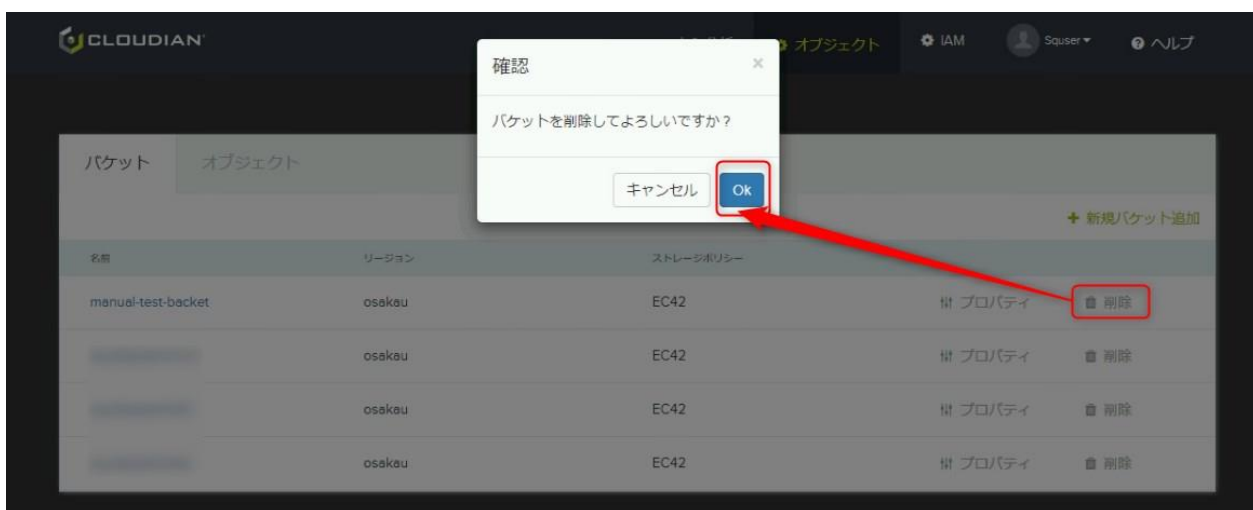 CLOUDIAN
オブジェクト
IAM
Squser
ヘルプ
確認
×
バケットを削除してよろしいですか?
キャンセル
Ok
バケット
オブジェクト
+ 新規バケット追加
名前 リージョン ストレージポリシー
manual-test-backet osakau EC42 プロパティ 削除
osakau EC42 プロパティ 削除
osakau EC42 プロパティ 削除
osakau EC42 プロパティ 削除